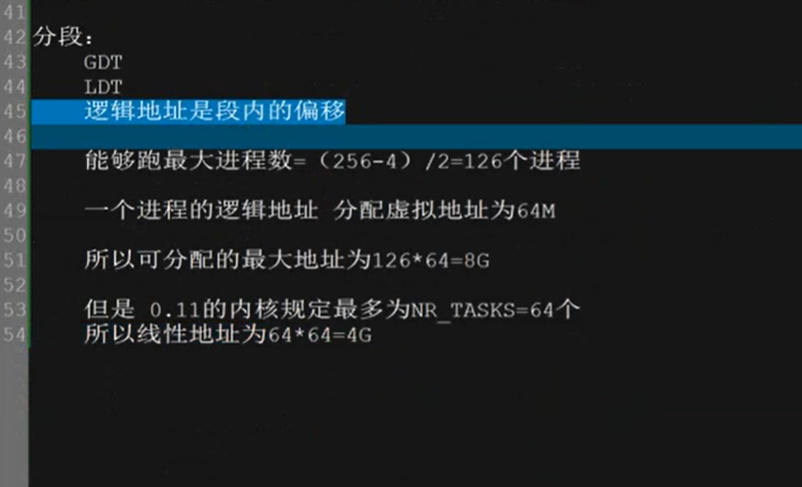 41
42 分段：
43 GDT
44 LDT
45 逻辑地址是段内的偏移
46
47 能够跑最大进程数=（256-4）/2=126个进程
48
49 一个进程的逻辑地址 分配虚拟地址为64M
50
51 所以可分配的最大地址为126*64=8G
52
53 但是 0.11的内核规定最多为NR_TASKS=64个
54 所以线性地址为64*64=4G